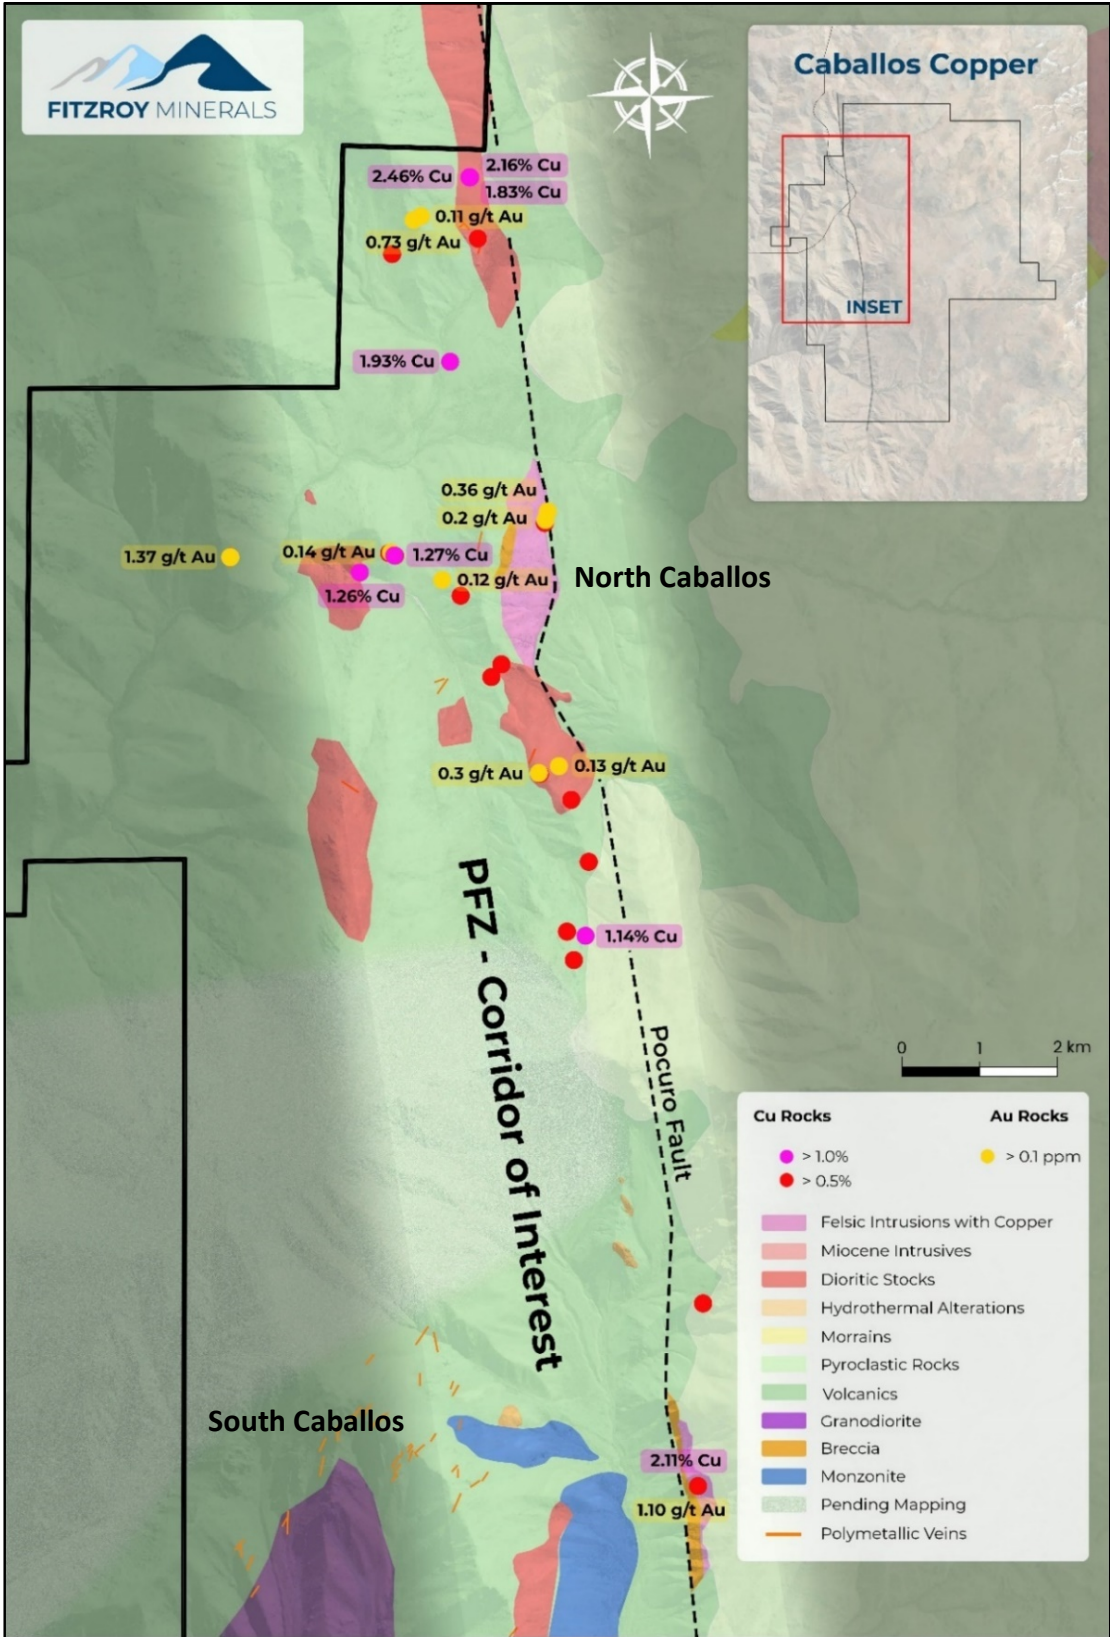 FITZROY MINERALS
Caballos Copper
INSET
2.46% Cu
2.16% Cu
1.83% Cu
0.11 g/t Au
0.73 g/t Au
1.93% Cu
0.36 g/t Au
0.2 g/t Au
1.37 g/t Au
0.14 g/t Au
1.27% Cu
0.12 g/t Au
1.26% Cu
North Caballos
0.3 g/t Au
0.13 g/t Au
1.14% Cu
PFZ - Corridor of Interest
Pocuro Fault
0 1 2 km
South Caballos
2.11% Cu
1.10 g/t Au
Cu Rocks
Au Rocks
> 1.0%
> 0.1 ppm
> 0.5%
Felsic Intrusions with Copper
Miocene Intrusives
Dioritic Stocks
Hydrothermal Alterations
Morrains
Pyroclastic Rocks
Volcanics
Granodiorite
Breccia
Monzonite
Pending Mapping
Polymetallic Veins